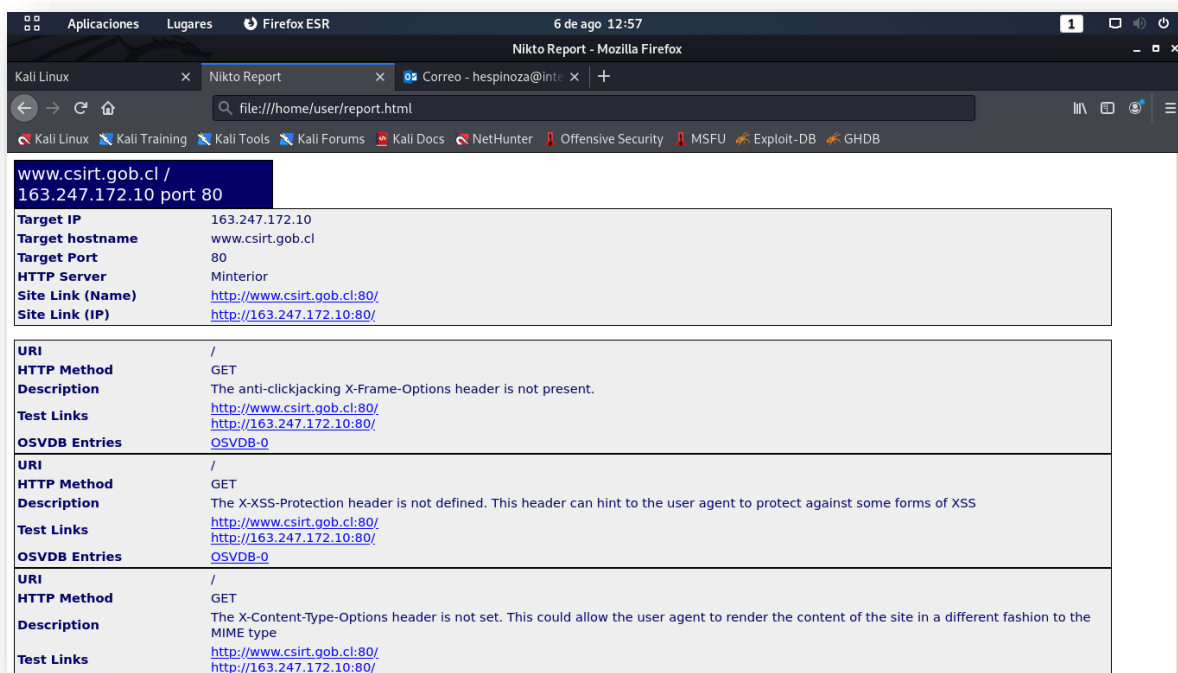 Aplicaciones Lugares Firefox ESR 6 de ago 12:57 1
Nikto Report - Mozilla Firefox
Kali Linux Nikto Report Correo - hespinoza@inte
file:///home/user/report.html
Kali Linux Kali Training Kali Tools Kali Forums Kali Docs NetHunter Offensive Security MSFU Exploit-DB GHDB
www.csirt.gob.cl /
163.247.172.10 port 80
Target IP 163.247.172.10
Target hostname www.csirt.gob.cl
Target Port 80
HTTP Server Minterior
Site Link (Name) http://www.csirt.gob.cl:80/
Site Link (IP) http://163.247.172.10:80/
URI /
HTTP Method GET
Description The anti-clickjacking X-Frame-Options header is not present.
Test Links http://www.csirt.gob.cl:80/
http://163.247.172.10:80/
OSVDB Entries OSVDB-0
URI /
HTTP Method GET
Description The X-XSS-Protection header is not defined. This header can hint to the user agent to protect against some forms of XSS
Test Links http://www.csirt.gob.cl:80/
http://163.247.172.10:80/
OSVDB Entries OSVDB-0
URI /
HTTP Method GET
Description The X-Content-Type-Options header is not set. This could allow the user agent to render the content of the site in a different fashion to the
MIME type
Test Links http://www.csirt.gob.cl:80/
http://163.247.172.10:80/